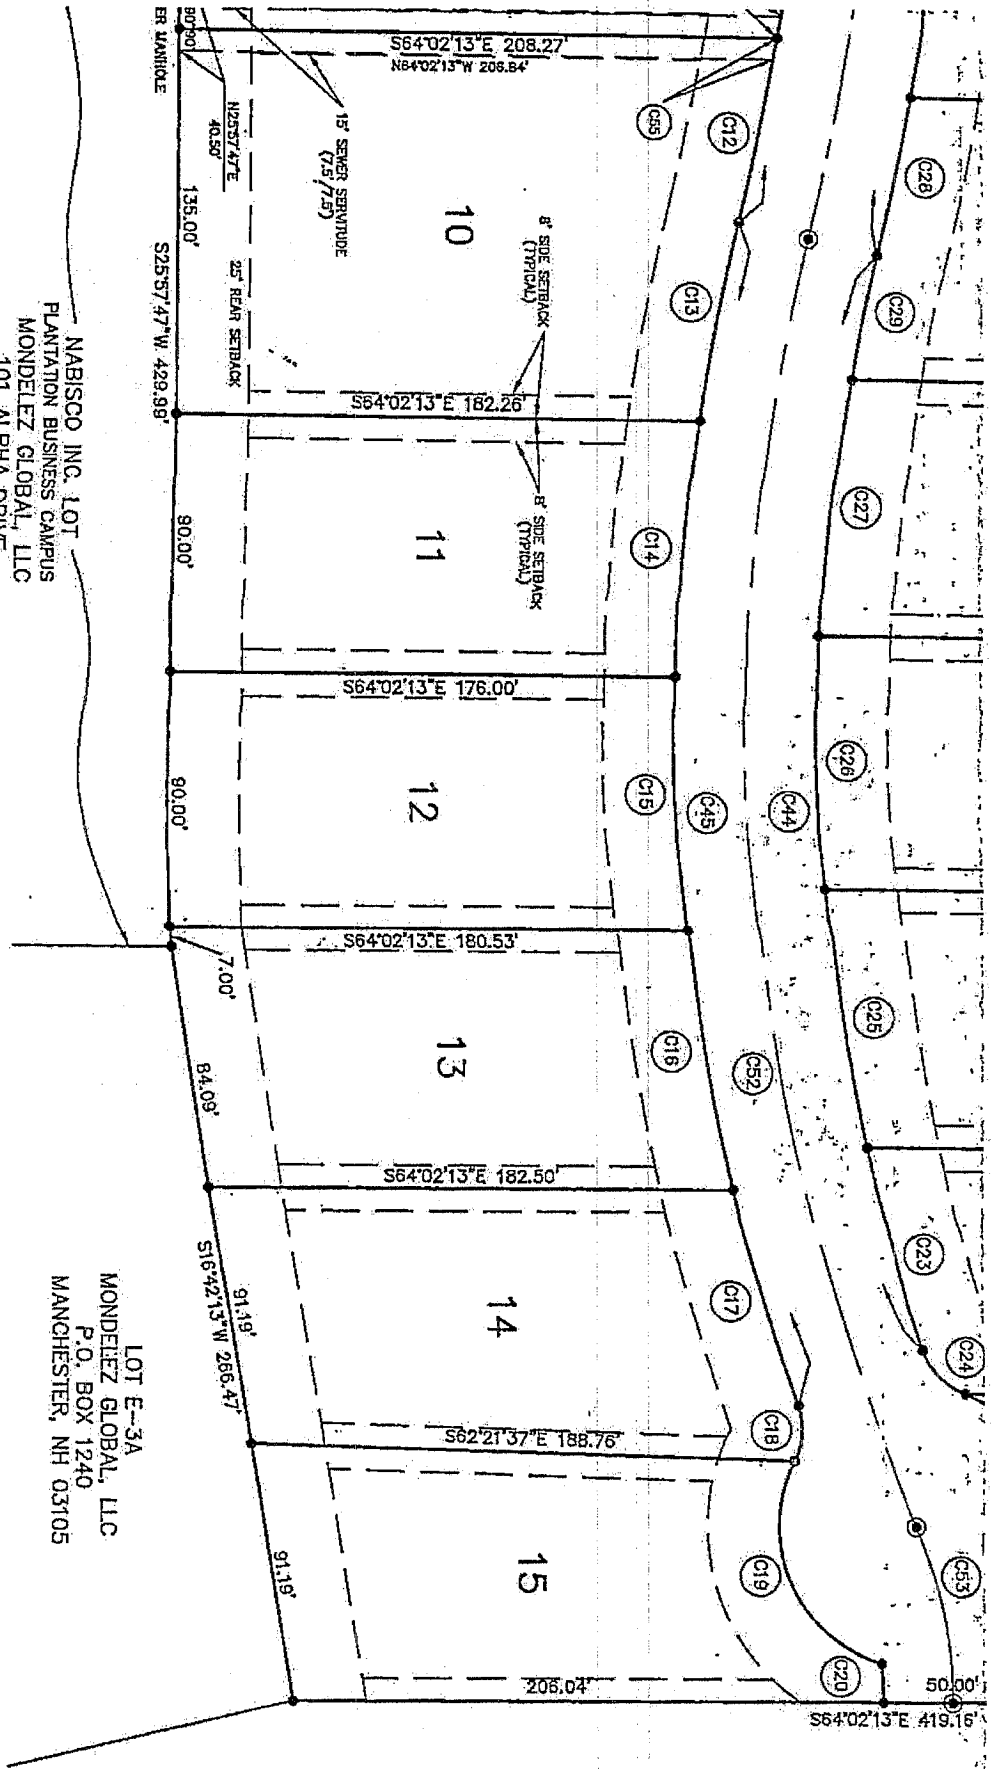 S64°02'13"E 208.27'
N64°02'13"W 206.84'
ER MANHOLE
N25°57'47"E
40.50'
15' SEWER SERVITUDE
(7.5'/7.5')
C55
C12
C28
10
135.00'
S25°57'47"W 429.99'
25' REAR SETBACK
8' SIDE SETBACK
(TYPICAL)
C13
C29
S64°02'13"E 182.26'
NABISCO INC. LOT
PLANTATION BUSINESS CAMPUS
MONDELEZ GLOBAL, LLC
101 ALPHA DRIVE
90.00'
11
8' SIDE SETBACK
(TYPICAL)
C14
C27
S64°02'13"E 176.00'
90.00'
12
C15
C45
C44
C26
S64°02'13"E 180.53'
7.00'
84.09'
13
C16
C52
C25
S64°02'13"E 182.50'
S16°42'13"W 266.47'
91.19'
14
C17
C23
C24
LOT E-3A
MONDELEZ GLOBAL, LLC
P.O. BOX 1240
MANCHESTER, NH 03105
S62°21'37"E 188.76'
C18
91.19'
15
C19
C53
C20
206.04'
50.00'
S64°02'13"E 419.16'